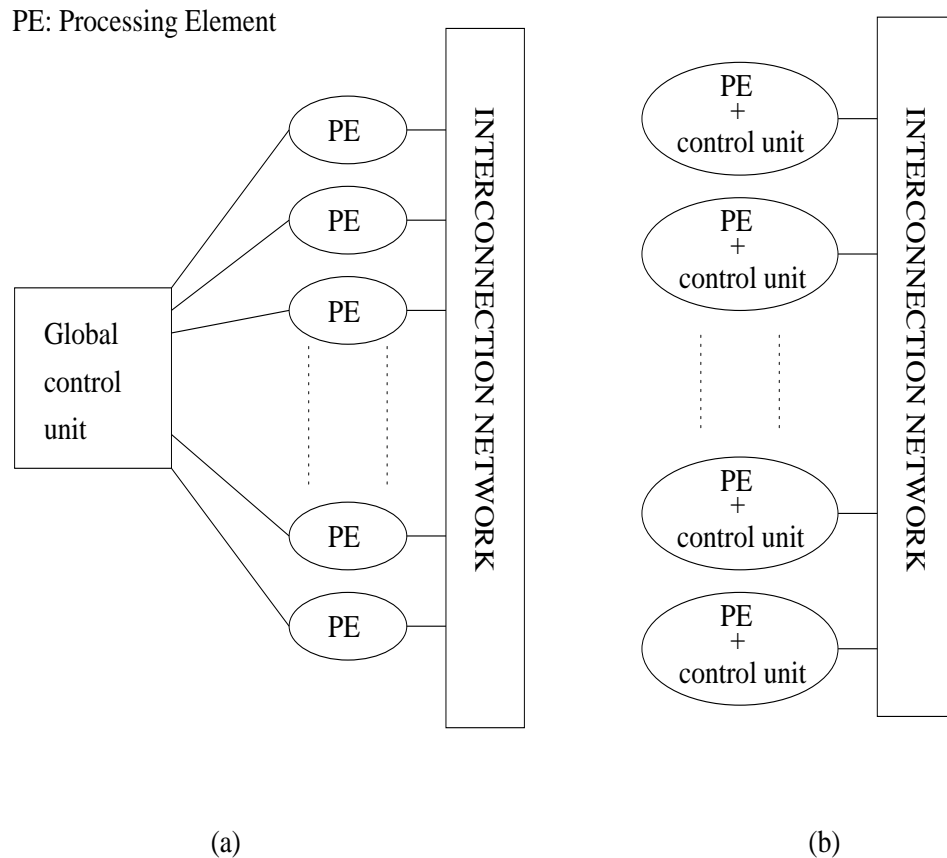 PE: Processing Element
PE
PE
PE
Global
control
unit
PE
PE
INTERCONNECTION NETWORK
PE
+
control unit
PE
+
control unit
PE
+
control unit
PE
+
control unit
INTERCONNECTION NETWORK
(a)
(b)